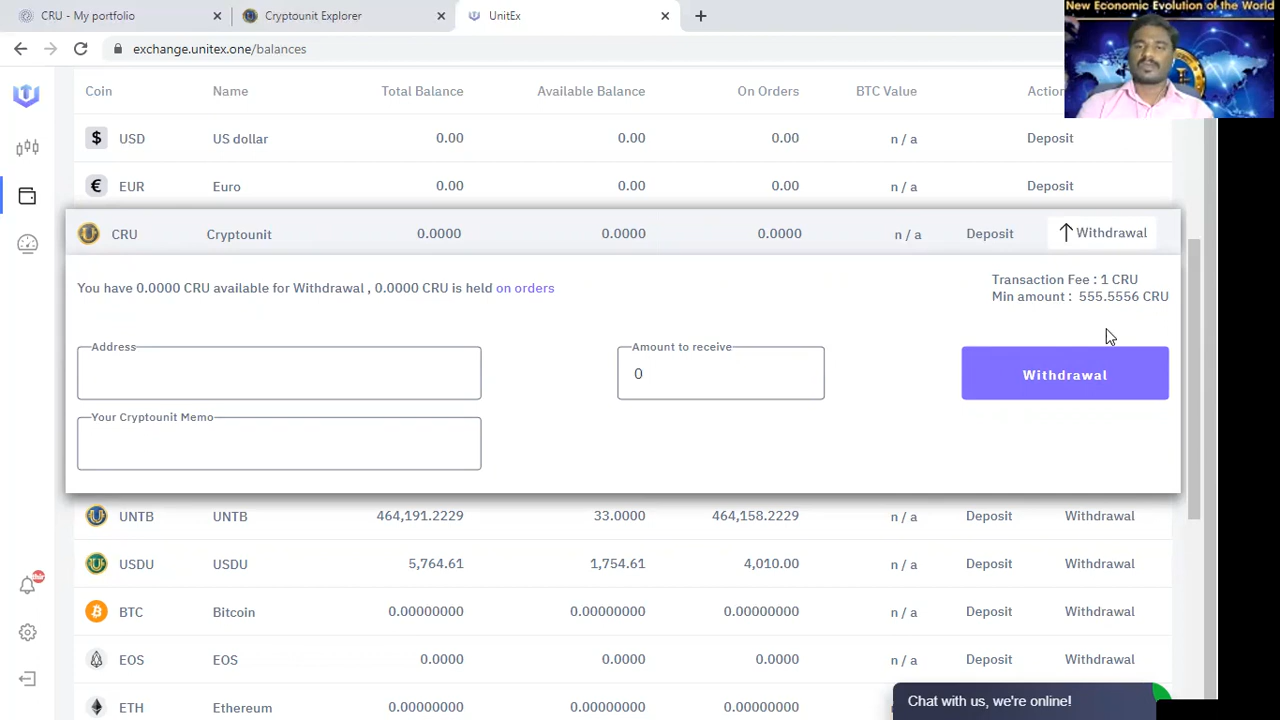 CRU - My portfolio
Cryptounit Explorer
UnitEx
exchange.unitex.one/balances
New Economic Evolution of the World
Coin Name Total Balance Available Balance On Orders BTC Value Action
$ USD US dollar 0.00 0.00 0.00 n / a Deposit
€ EUR Euro 0.00 0.00 0.00 n / a Deposit
CRU Cryptounit 0.0000 0.0000 0.0000 n / a Deposit Withdrawal
You have 0.0000 CRU available for Withdrawal , 0.0000 CRU is held on orders
Transaction Fee : 1 CRU
Min amount : 555.5556 CRU
Address
Amount to receive
0
Withdrawal
Your Cryptounit Memo
UNTB UNTB 464,191.2229 33.0000 464,158.2229 n / a Deposit Withdrawal
USDU USDU 5,764.61 1,754.61 4,010.00 n / a Deposit Withdrawal
BTC Bitcoin 0.00000000 0.00000000 0.00000000 n / a Deposit Withdrawal
EOS EOS 0.0000 0.0000 0.0000 n / a Deposit Withdrawal
ETH Ethereum 0.00000000 0.00000000 0.00000000 n / a
Chat with us, we're online!